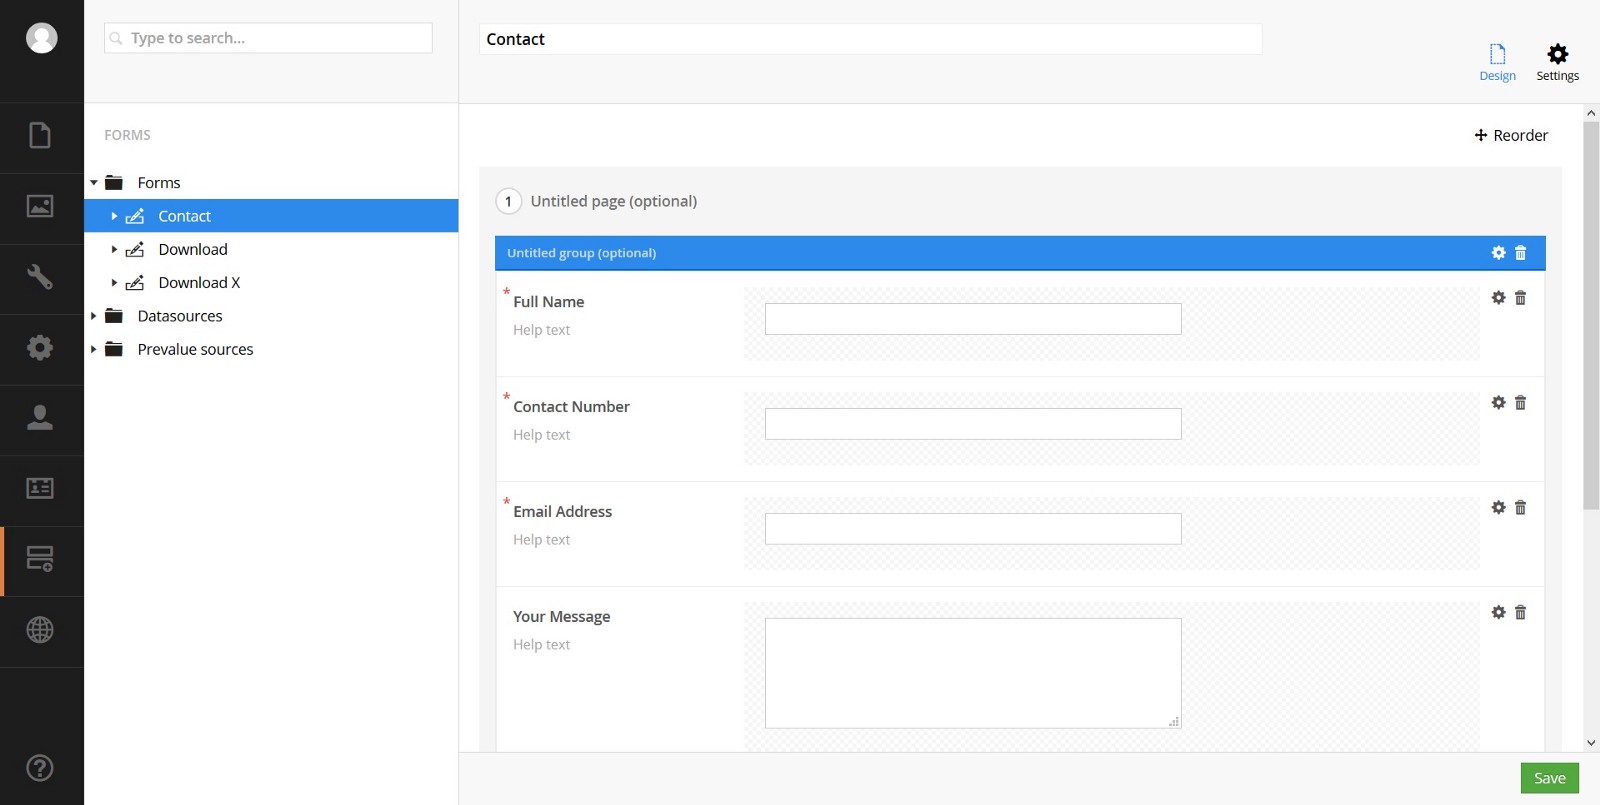 Type to search...
Contact
Design
Settings
FORMS
Forms
Contact
Download
Download X
Datasources
Prevalue sources
Reorder
1 Untitled page (optional)
Untitled group (optional)
* Full Name
Help text
* Contact Number
Help text
* Email Address
Help text
Your Message
Help text
?
Save